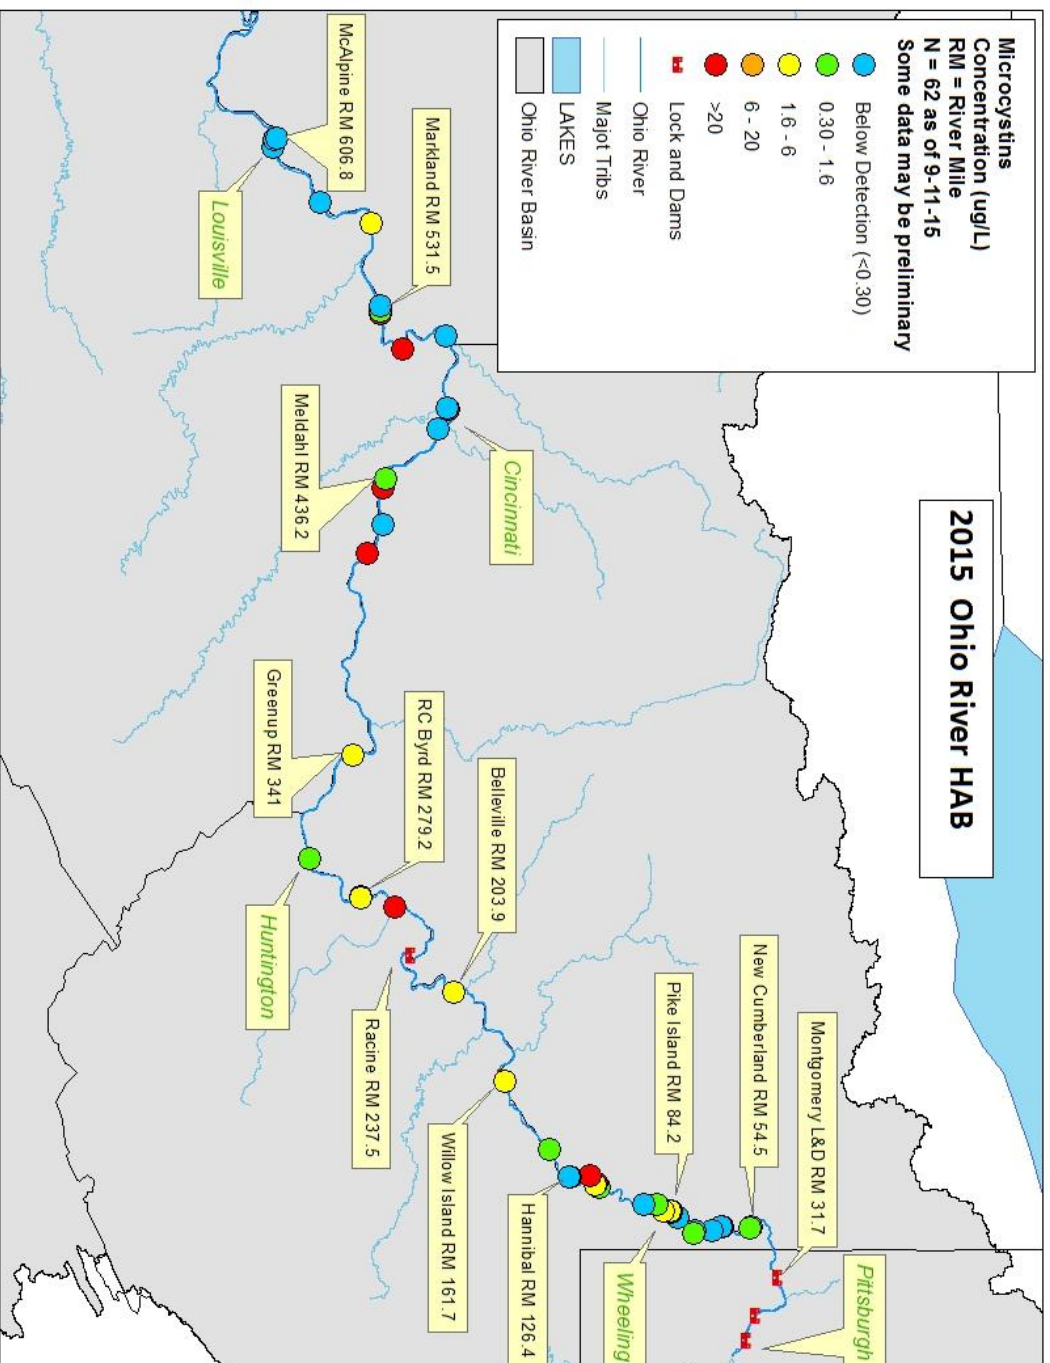 2015 Ohio River HAB
Microcystins
Concentration (ug/L)
RM = River Mile
N = 62 as of 9-11-15
Some data may be preliminary
Below Detection (<0.30)
0.30 - 1.6
1.6 - 6
6 - 20
>20
Lock and Dams
Ohio River
Major Tribs
LAKES
Ohio River Basin
McAlpine RM 606.8
Louisville
Markland RM 531.5
Cincinnati
Meldahl RM 436.2
Greenup RM 341
Huntington
RC Byrd RM 279.2
Racine RM 237.5
Belleville RM 203.9
Willow Island RM 161.7
Hannibal RM 126.4
Wheeling
Pike Island RM 84.2
New Cumberland RM 54.5
Montgomery L&D RM 31.7
Pittsburgh